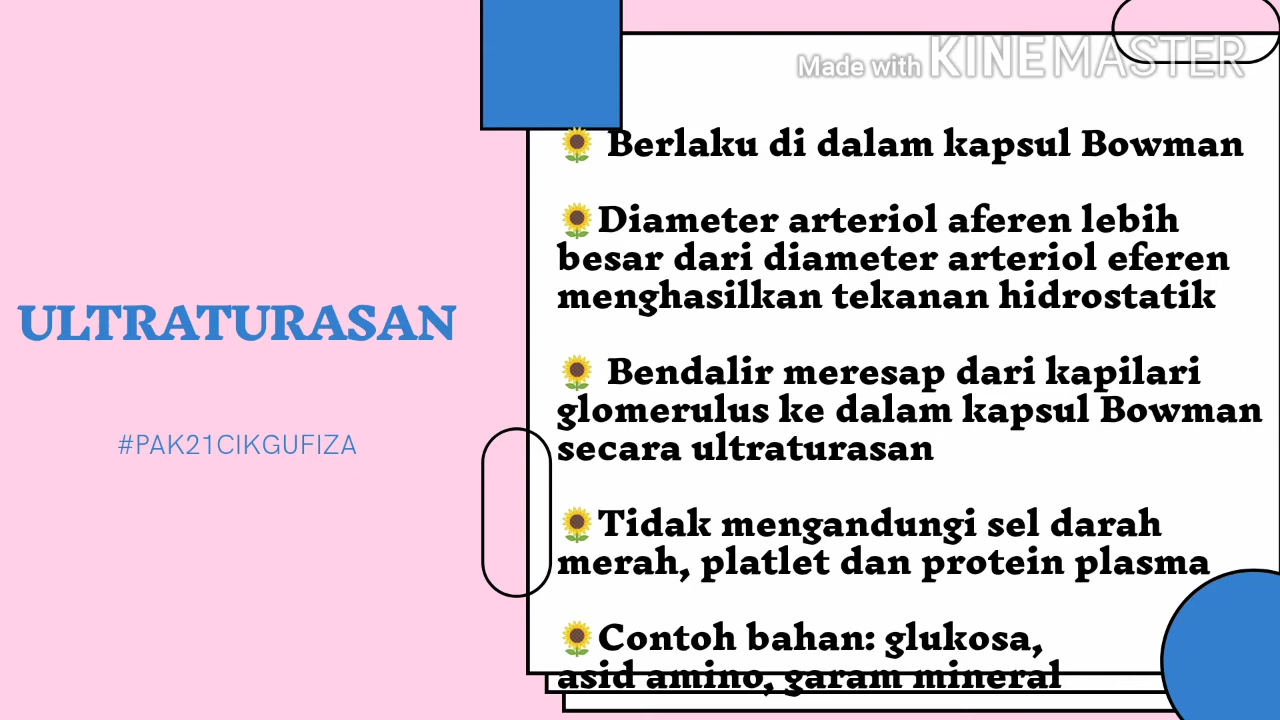 Made with KINEMASTER
ULTRATURASAN
#PAK21CIKGUFIZA
🌻 Berlaku di dalam kapsul Bowman
🌻Diameter arteriol aferen lebih
besar dari diameter arteriol eferen
menghasilkan tekanan hidrostatik
🌻 Bendalir meresap dari kapilari
glomerulus ke dalam kapsul Bowman
secara ultraturasan
🌻Tidak mengandungi sel darah
merah, platlet dan protein plasma
🌻Contoh bahan: glukosa,
asid amino, garam mineral